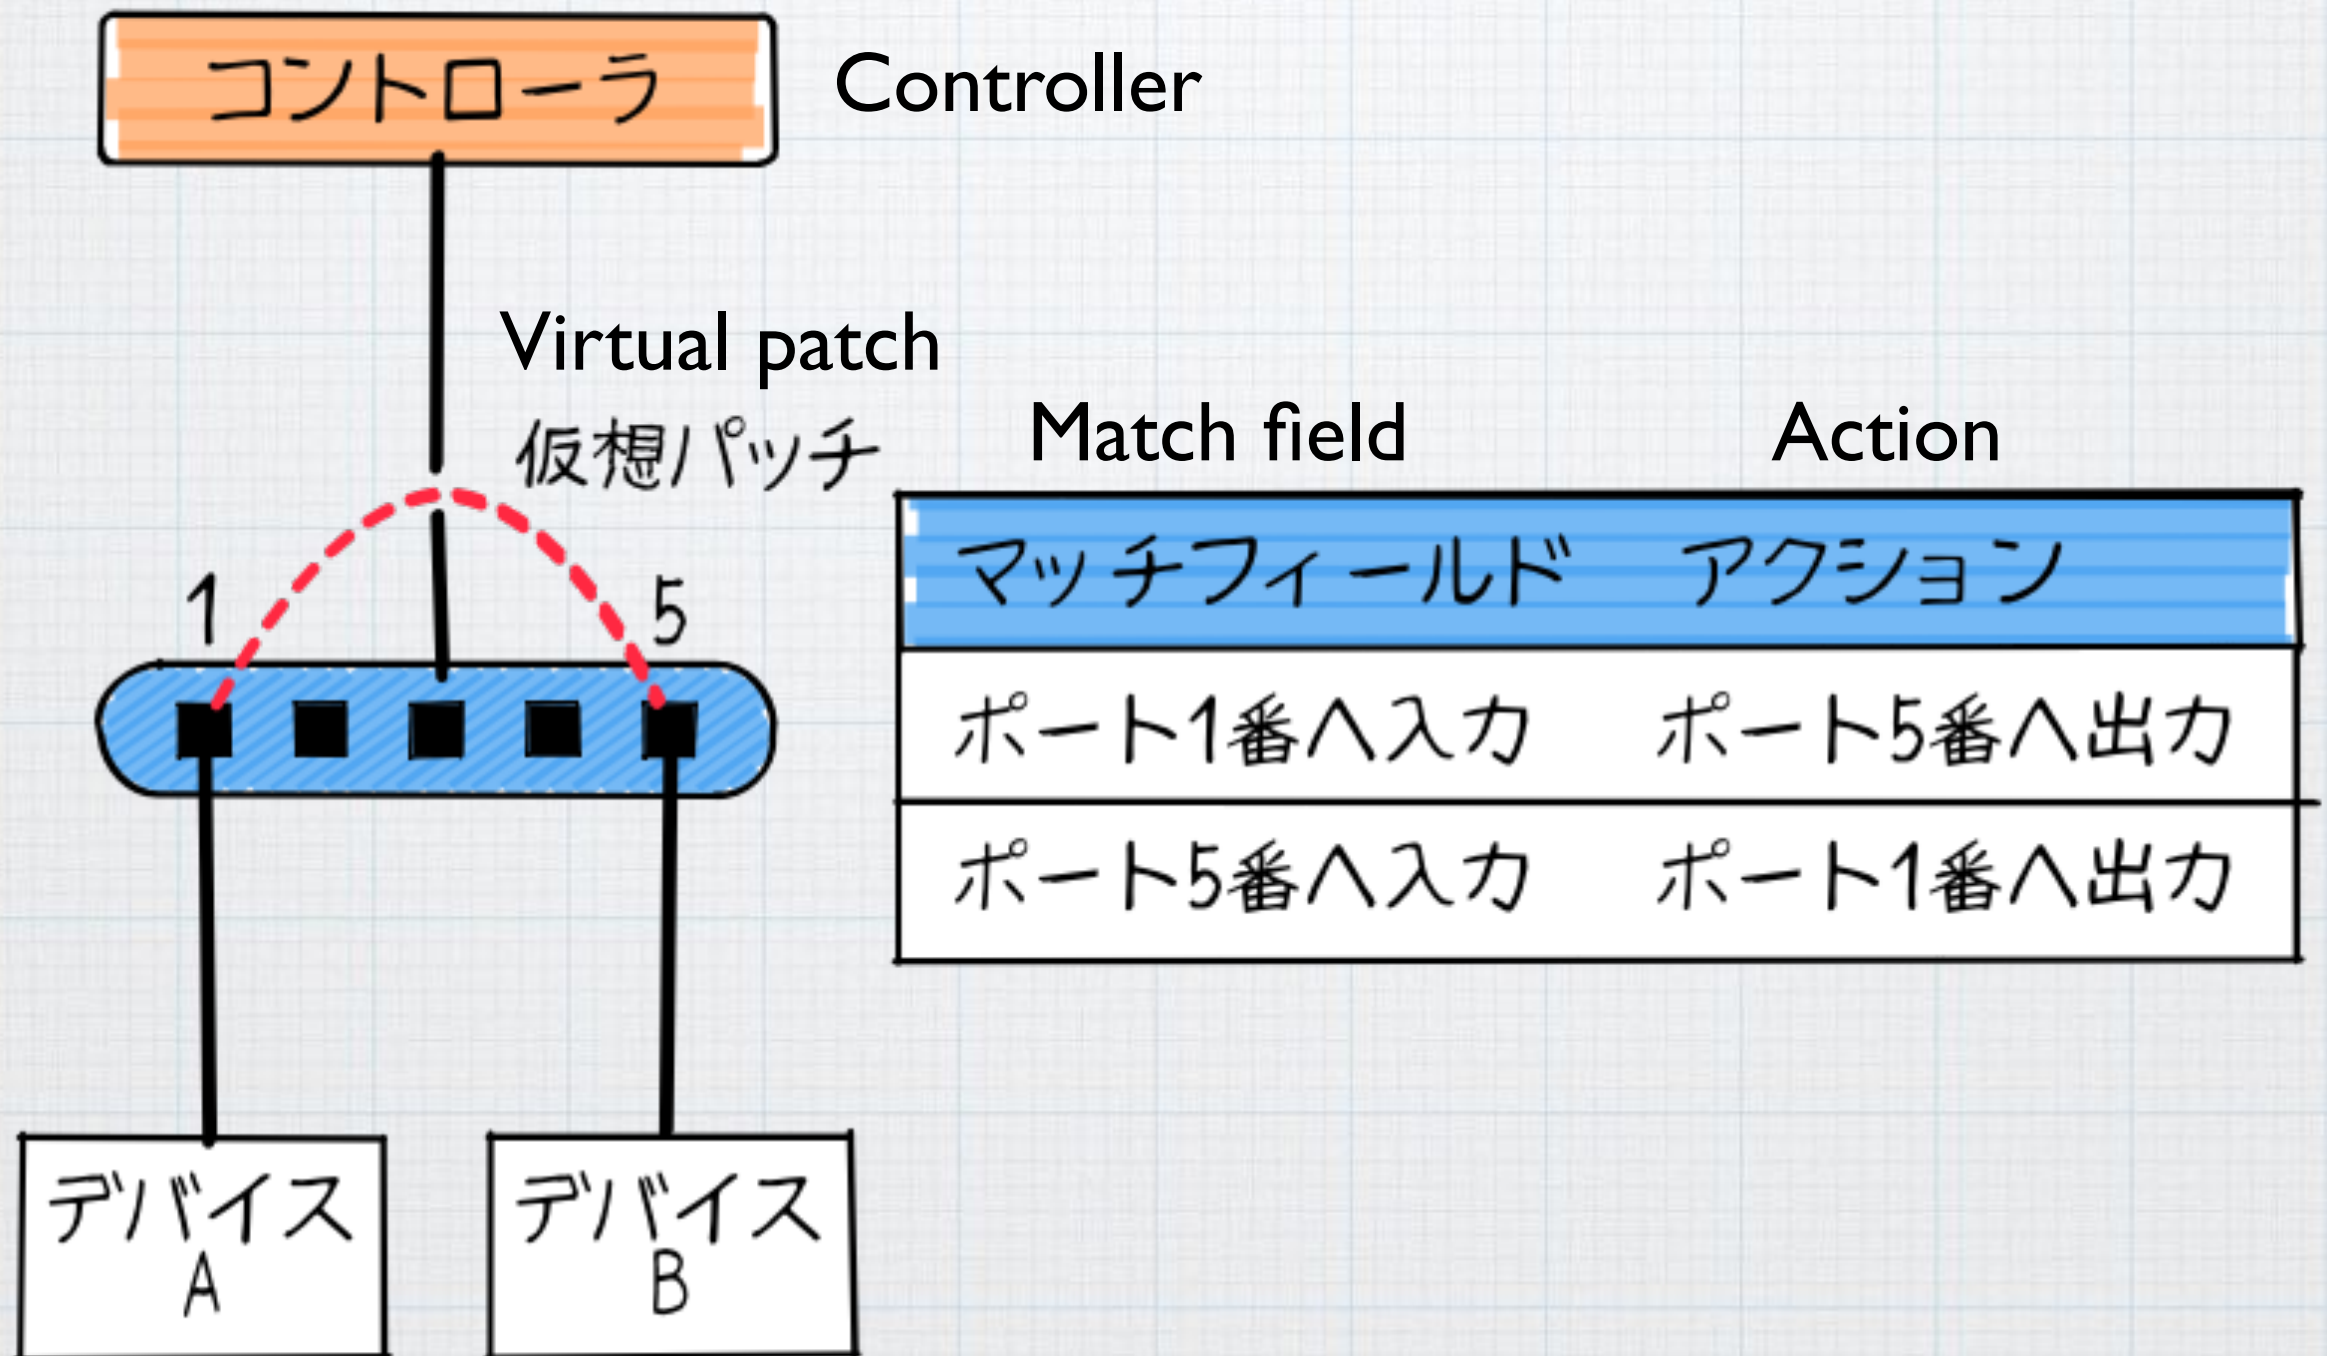 コントローラ Controller
Virtual patch
仮想パッチ
1 5
Match field Action
マッチフィールド アクション
ポート1番へ入力 ポート5番へ出力
ポート5番へ入力 ポート1番へ出力
デバイス
A
デバイス
B